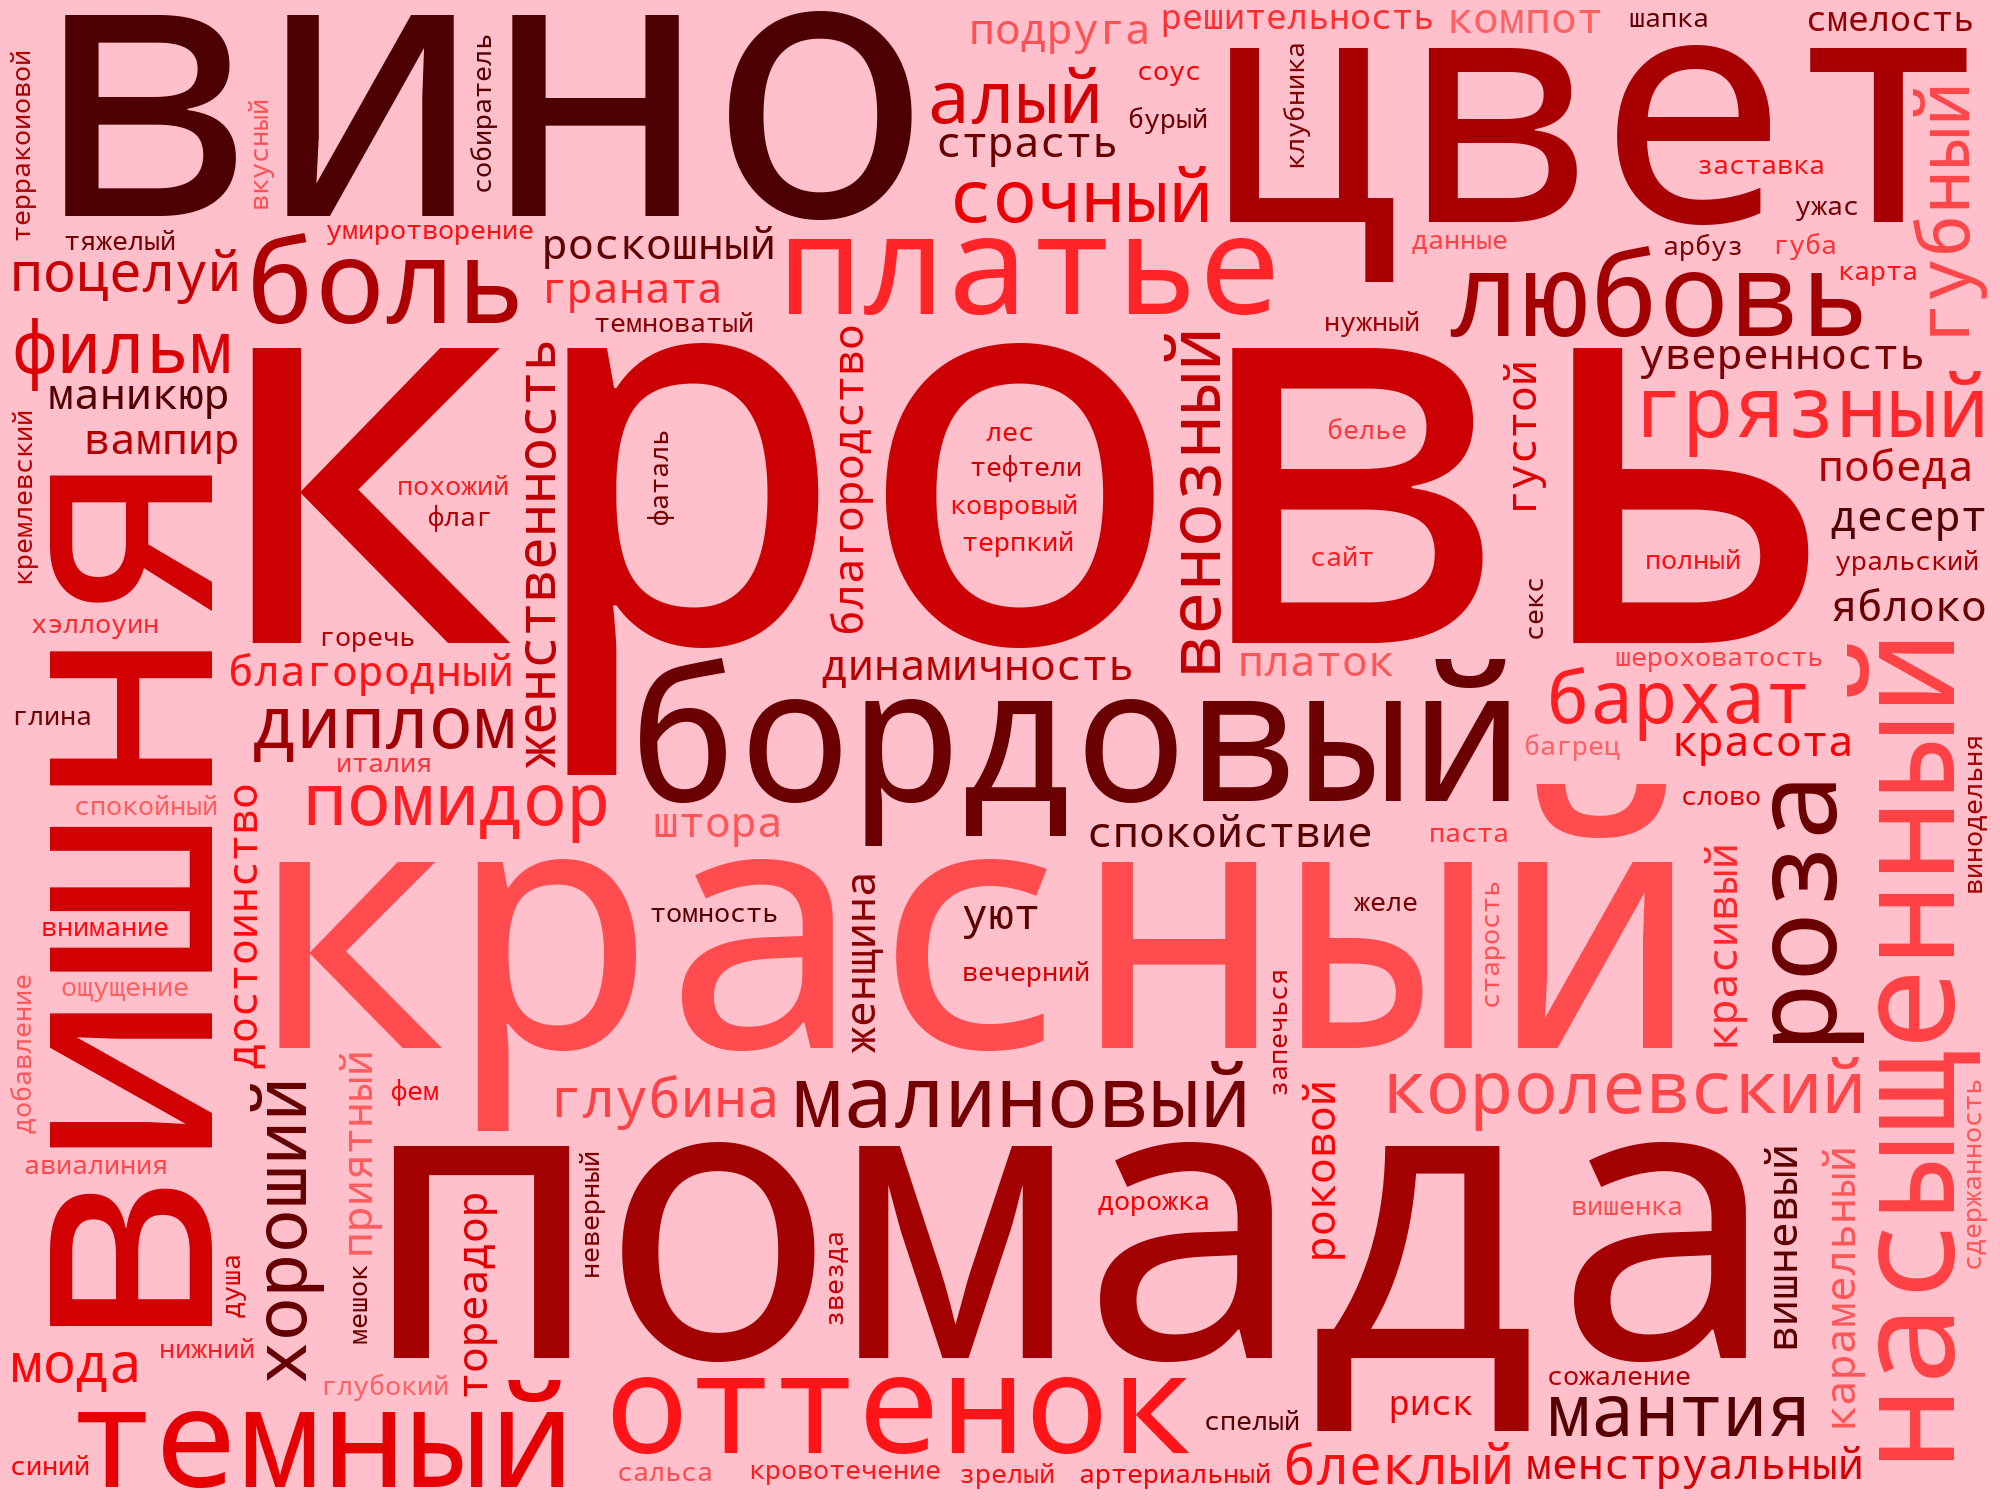 вино
цвет
подруга
решительность
компот
шапка
смелость
терракоиовой
вкусный
собиратель
алый
соус
бурый
клубника
страсть
сочный
заставка
ужас
губный
тяжелый
умиротворение
роскошный
платье
данные
арбуз
губа
карта
поцелуй
боль
граната
любовь
темноватый
нужный
фильм
уверенность
маникюр
вампир
кровь
грязный
кремлевский
похожий
флаг
женственность
фаталь
благородство
лес
тефтели
ковровый
терпкий
венозный
белье
сайт
густой
секс
полный
победа
десерт
уральский
яблоко
вишня
хэллоуин
горечь
благородный
динамичность
платок
шероховатость
глина
диплом
бордовый
бархат
багрец
красота
насыщенный
италия
помидор
штора
спокойствие
паста
слово
роза
винодельня
спокойный
достоинство
красный
томность
женщина
уют
вечерний
желе
старость
красивый
внимание
ощущение
добавление
запечься
хороший
приятный
фем
глубина
малиновый
роковой
королевский
сдержанность
авиалиния
помада
неверный
дорожка
вишенка
вишневый
карамельный
тореадор
звезда
душа
мешок
мода
нижний
глубокий
темный
оттенок
спелый
риск
сожаление
мантия
синий
сальса
кровотечение
зрелый
артериальный
блеклый
менструальный